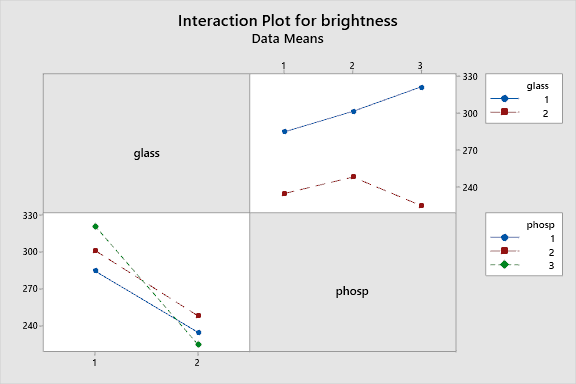 Interaction Plot for brightness
Data Means
1 2 3
glass
330
300
270
240
glass
1
2
330
300
270
240
phosp
phosp
1
2
3
1 2